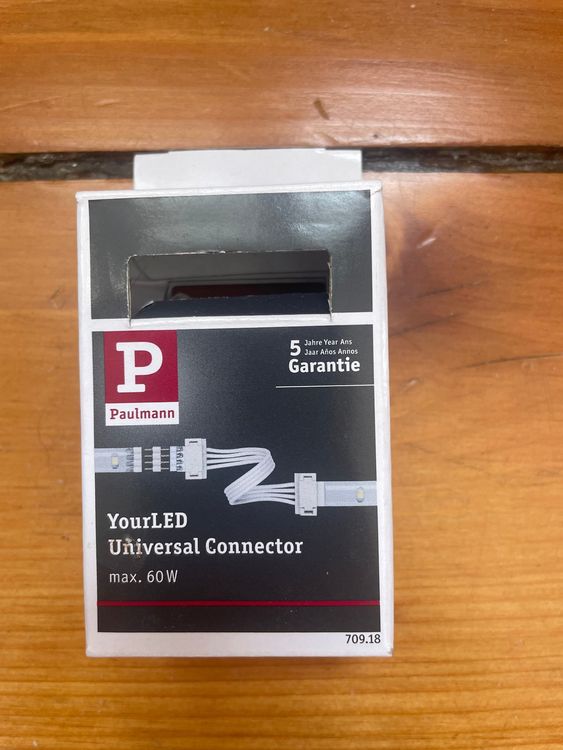 P
Paulmann
5 Jahre Year Ans
Jaar Años Annos
Garantie
YourLED
Universal Connector
max. 60 W
709.18